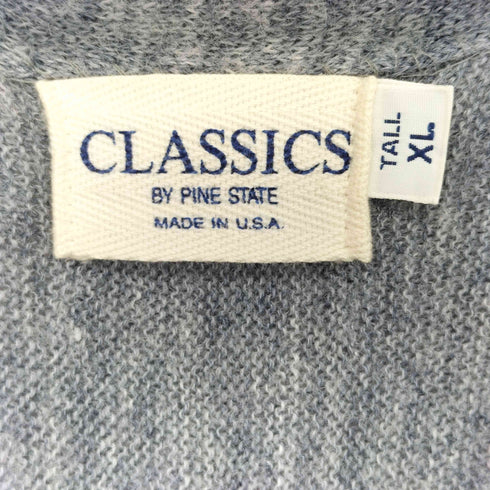 CLASSICS
BY PINE STATE
MADE IN U.S.A.
TALL
XL